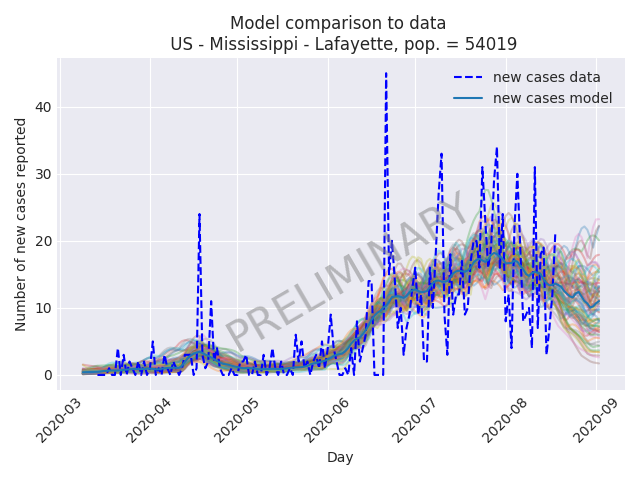 Model comparison to data
US - Mississippi - Lafayette, pop. = 54019
new cases data
new cases model
PRELIMINARY
Number of new cases reported
40
30
20
10
0
2020-03
2020-04
2020-05
2020-06
2020-07
2020-08
2020-09
Day